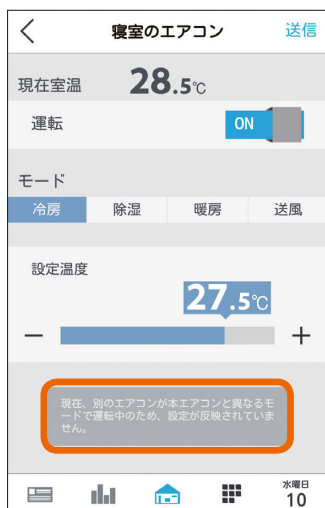 寝室のエアコン 送信
現在室温 28.5℃
運転 ON
モード
冷房 除湿 暖房 送風
設定温度
27.5℃
− +
現在、別のエアコンが本エアコンと異なるモ
ードで運転中のため、設定が反映されていま
せん。
水曜日
10